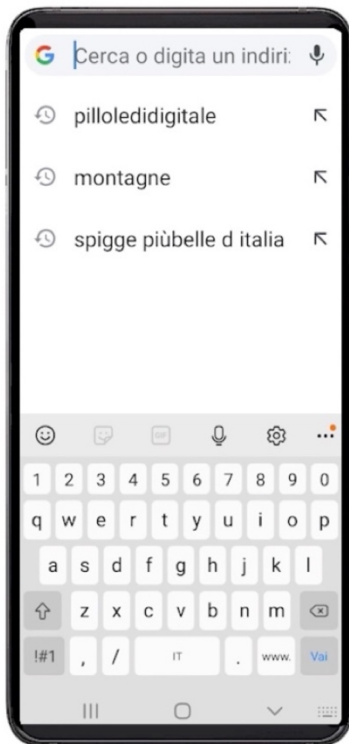 G Cerca o digita un indiri
pilloledidigitale
montagne
spigge piùbelle d italia
GIF
1 2 3 4 5 6 7 8 9 0
q w e r t y u i o p
a s d f g h j k l
z x c v b n m
!#1 , / IT . www. Vai